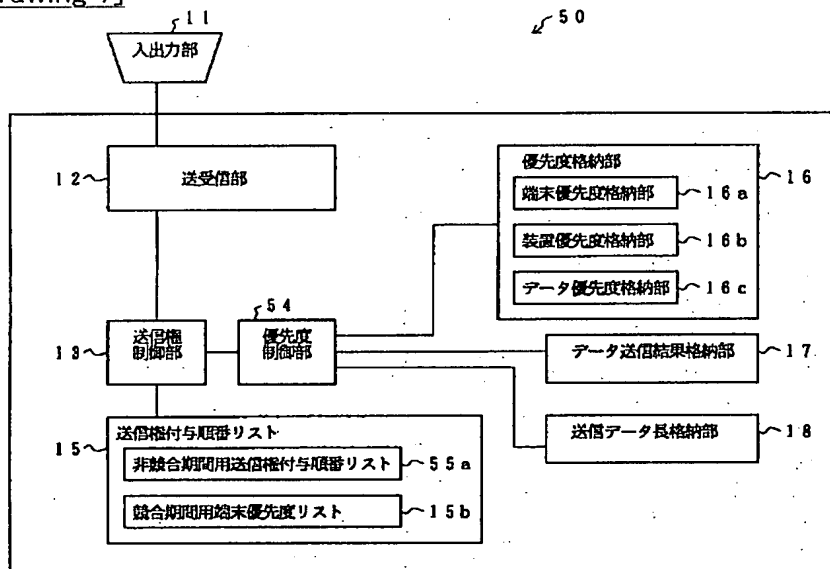 rawing 7]
11
50
入出力部
12
送受信部
優先度格納部
16
端末優先度格納部
16a
装置優先度格納部
16b
データ優先度格納部
16c
54
13
送信権
制御部
優先度
制御部
データ送信結果格納部
17
15
送信権付与順番リスト
非競合期間用送信権付与順番リスト
55a
競合期間用端末優先度リスト
15b
送信データ長格納部
18